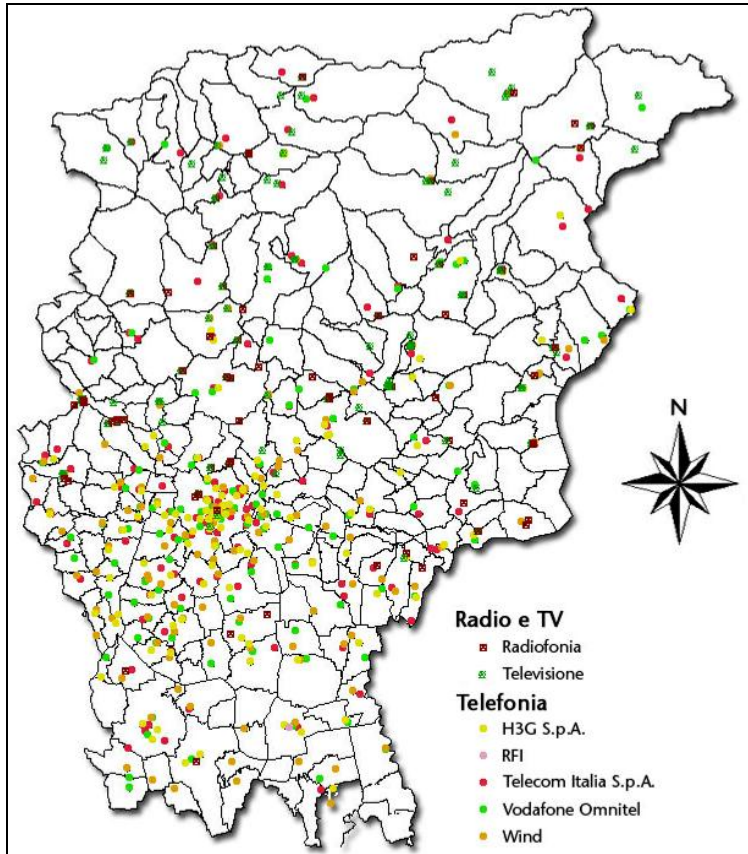 N
Radio e TV
Radiofonia
Televisione
Telefonia
H3G S.p.A.
RFI
Telecom Italia S.p.A.
Vodafone Omnitel
Wind